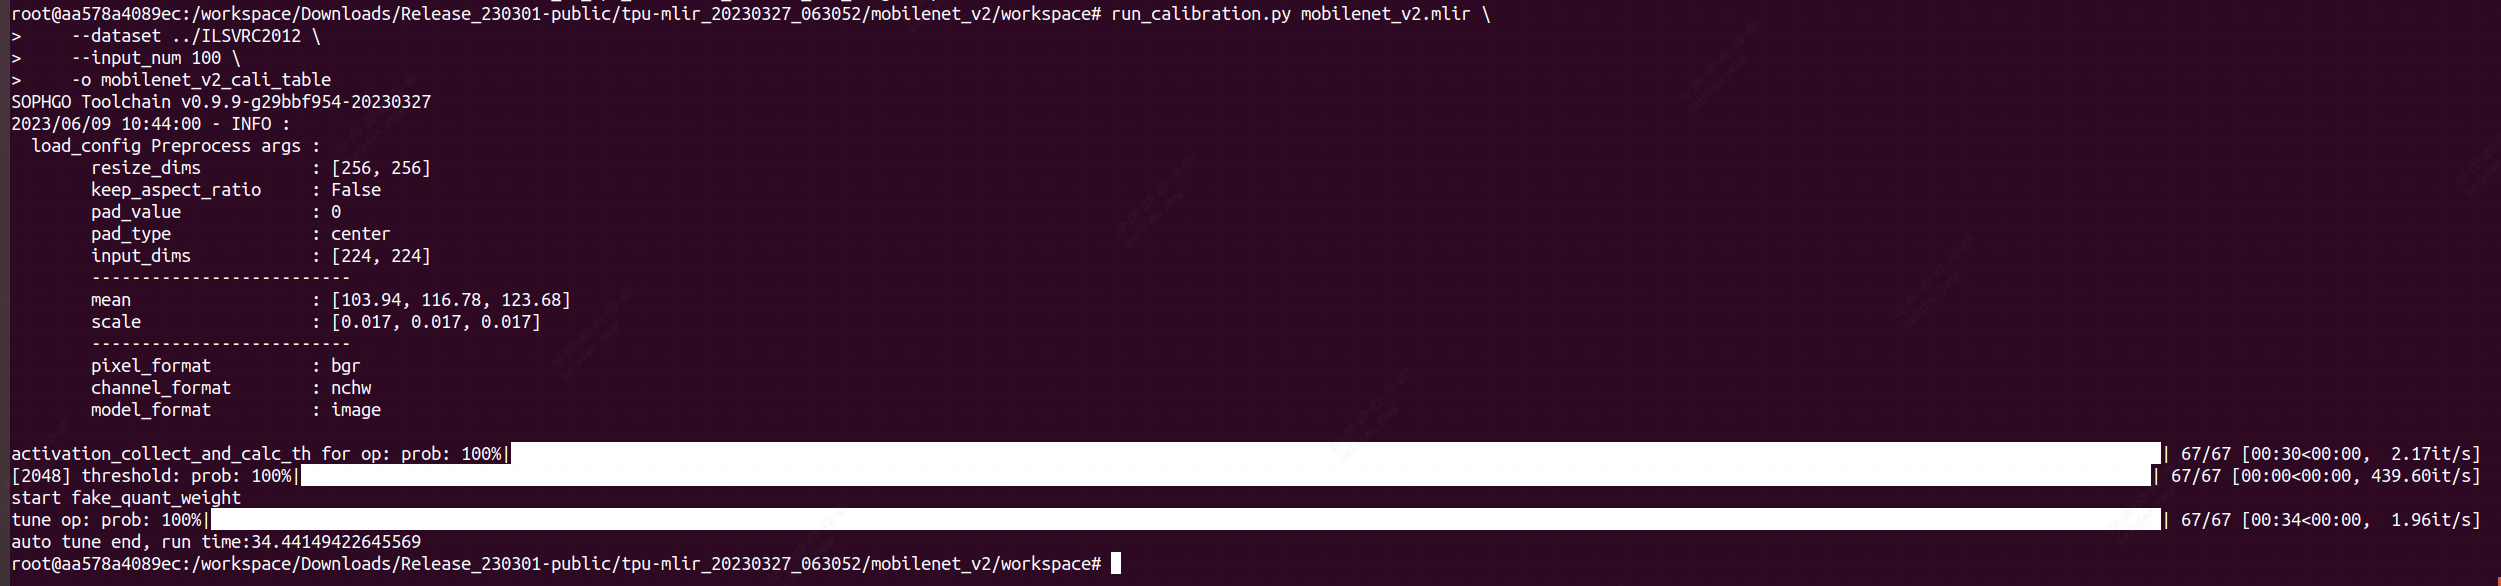 root@aa578a4089ec:/workspace/Downloads/Release_230301-public/tpu-mlir_20230327_063052/mobilenet_v2/workspace# run_calibration.py mobilenet_v2.mlir \
>     --dataset ../ILSVRC2012 \
>     --input_num 100 \
>     -o mobilenet_v2_cali_table
SOPHGO Toolchain v0.9.9-g29bbf954-20230327
2023/06/09 10:44:00 - INFO :
  load_config Preprocess args :
        resize_dims           : [256, 256]
        keep_aspect_ratio     : False
        pad_value             : 0
        pad_type              : center
        input_dims            : [224, 224]
        --------------------------
        mean                  : [103.94, 116.78, 123.68]
        scale                 : [0.017, 0.017, 0.017]
        --------------------------
        pixel_format          : bgr
        channel_format        : nchw
        model_format          : image
activation_collect_and_calc_th for op: prob: 100%| | 67/67 [00:30<00:00,  2.17it/s]
[2048] threshold: prob: 100%| | 67/67 [00:00<00:00, 439.60it/s]
start fake_quant_weight
tune op: prob: 100%| | 67/67 [00:34<00:00,  1.96it/s]
auto tune end, run time:34.44149422645569
root@aa578a4089ec:/workspace/Downloads/Release_230301-public/tpu-mlir_20230327_063052/mobilenet_v2/workspace#